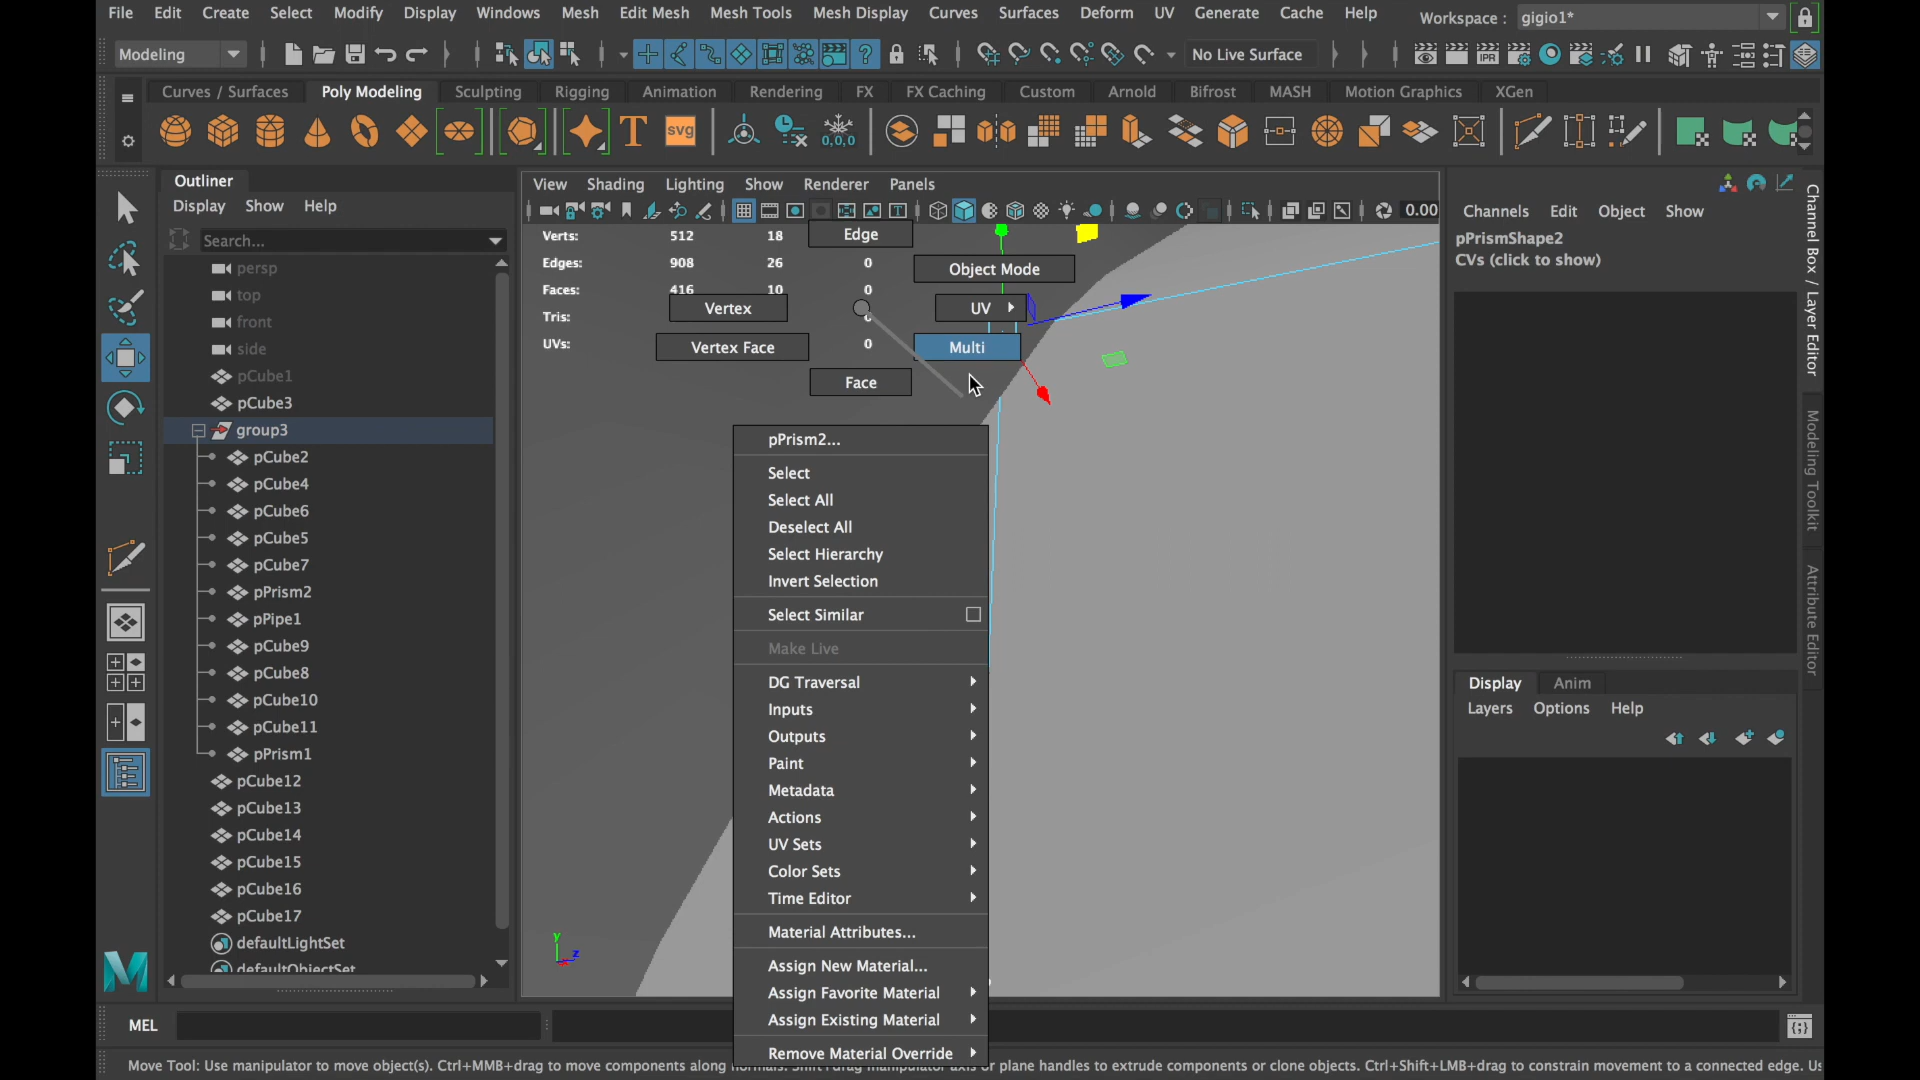 File Edit Create Select Modify Display Windows Mesh Edit Mesh Mesh Tools Mesh Display Curves Surfaces Deform UV Generate Cache Help Workspace : gigio1*
Modeling No Live Surface
Curves / Surfaces Poly Modeling Sculpting Rigging Animation Rendering FX FX Caching Custom Arnold Bifrost MASH Motion Graphics XGen
IPR
T svg 0,0,0
Outliner
Display Show Help
Search...
persp
top
front
side
pCube1
pCube3
group3
pCube2
pCube4
pCube6
pCube5
pCube7
pPrism2
pPipe1
pCube9
pCube8
pCube10
pCube11
pPrism1
pCube12
pCube13
pCube14
pCube15
pCube16
pCube17
defaultLightSet
defaultObjectSet
View Shading Lighting Show Renderer Panels
0.00
Verts: 512 18
Edges: 908 26 0
Faces: 416 10 0
Tris:
UVs: 0
Edge
Object Mode
Vertex
UV
Vertex Face
Multi
Face
pPrism2...
Select
Select All
Deselect All
Select Hierarchy
Invert Selection
Select Similar
Make Live
DG Traversal
Inputs
Outputs
Paint
Metadata
Actions
UV Sets
Color Sets
Time Editor
Material Attributes...
Assign New Material...
Assign Favorite Material
Assign Existing Material
Remove Material Override
y
z
Channels Edit Object Show
pPrismShape2
CVs (click to show)
Display Anim
Layers Options Help
Channel Box / Layer Editor
Modeling Toolkit
Attribute Editor
MEL
Move Tool: Use manipulator to move object(s). Ctrl+MMB+drag to move components along or plane handles to extrude components or clone objects. Ctrl+Shift+LMB+drag to constrain movement to a connected edge.